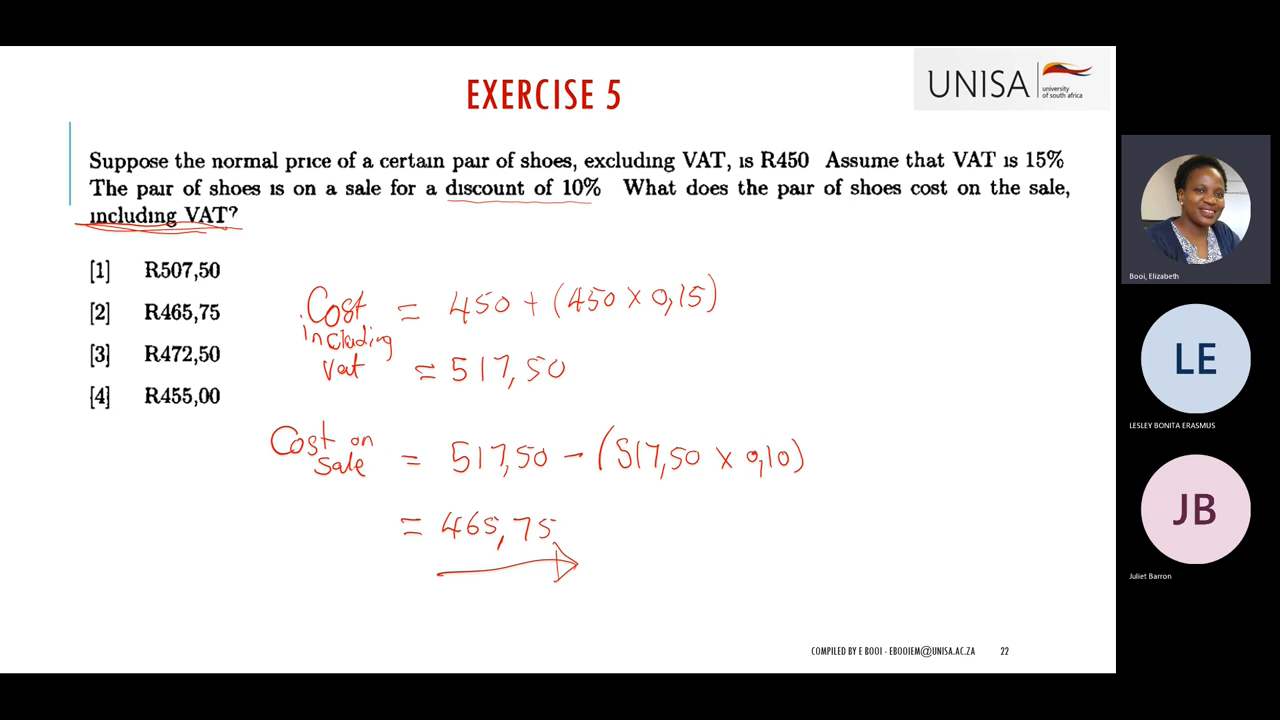 EXERCISE 5
UNISA
university
of south africa
Suppose the normal price of a certain pair of shoes, excluding VAT, is R450 Assume that VAT is 15%
The pair of shoes is on a sale for a discount of 10% What does the pair of shoes cost on the sale,
including VAT?
[1] R507,50
[2] R465,75
[3] R472,50
[4] R455,00
Cost = 450 + (450 x 0,15)
including
vat = 517,50
Cost on
sale = 517,50 - (517,50 x 0,10)
= 465,75
COMPILED BY E BOOI - EBOOIEM@UNISA.AC.ZA 22
Booi, Elizabeth
LE
LESLEY BONITA ERASMUS
JB
Juliet Barron